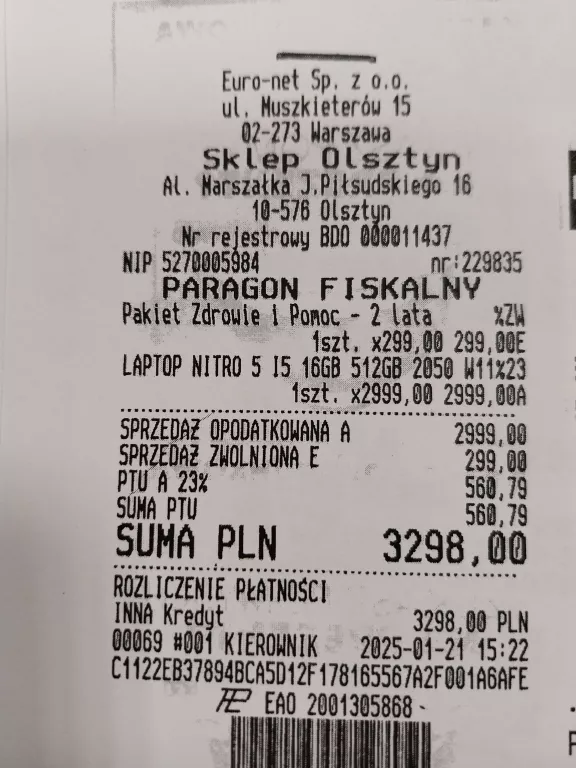 Euro-net Sp. z o.o.
ul. Muszkieterów 15
02-273 Warszawa
Sklep Olsztyn
Al. Marszałka J.Piłsudskiego 16
10-576 Olsztyn
Nr rejestrowy BDO 000011437
NIP 5270005984 nr:229835
PARAGON FISKALNY
Pakiet Zdrowie i Pomoc - 2 lata %ZW
1szt. x299,00 299,00E
LAPTOP NITRO 5 I5 16GB 512GB 2050 W11%23
1szt. x2999,00 2999,00A
SPRZEDAŻ OPODATKOWANA A 2999,00
SPRZEDAŻ ZWOLNIONA E 299,00
PTU A 23% 560,79
SUMA PTU 560,79
SUMA PLN 3298,00
ROZLICZENIE PŁATNOŚCI
INNA Kredyt 3298,00 PLN
00069 #001 KIEROWNIK 2025-01-21 15:22
C1122EB37894BCA5D12F178165567A2F001A6AFE
EAO 2001305868